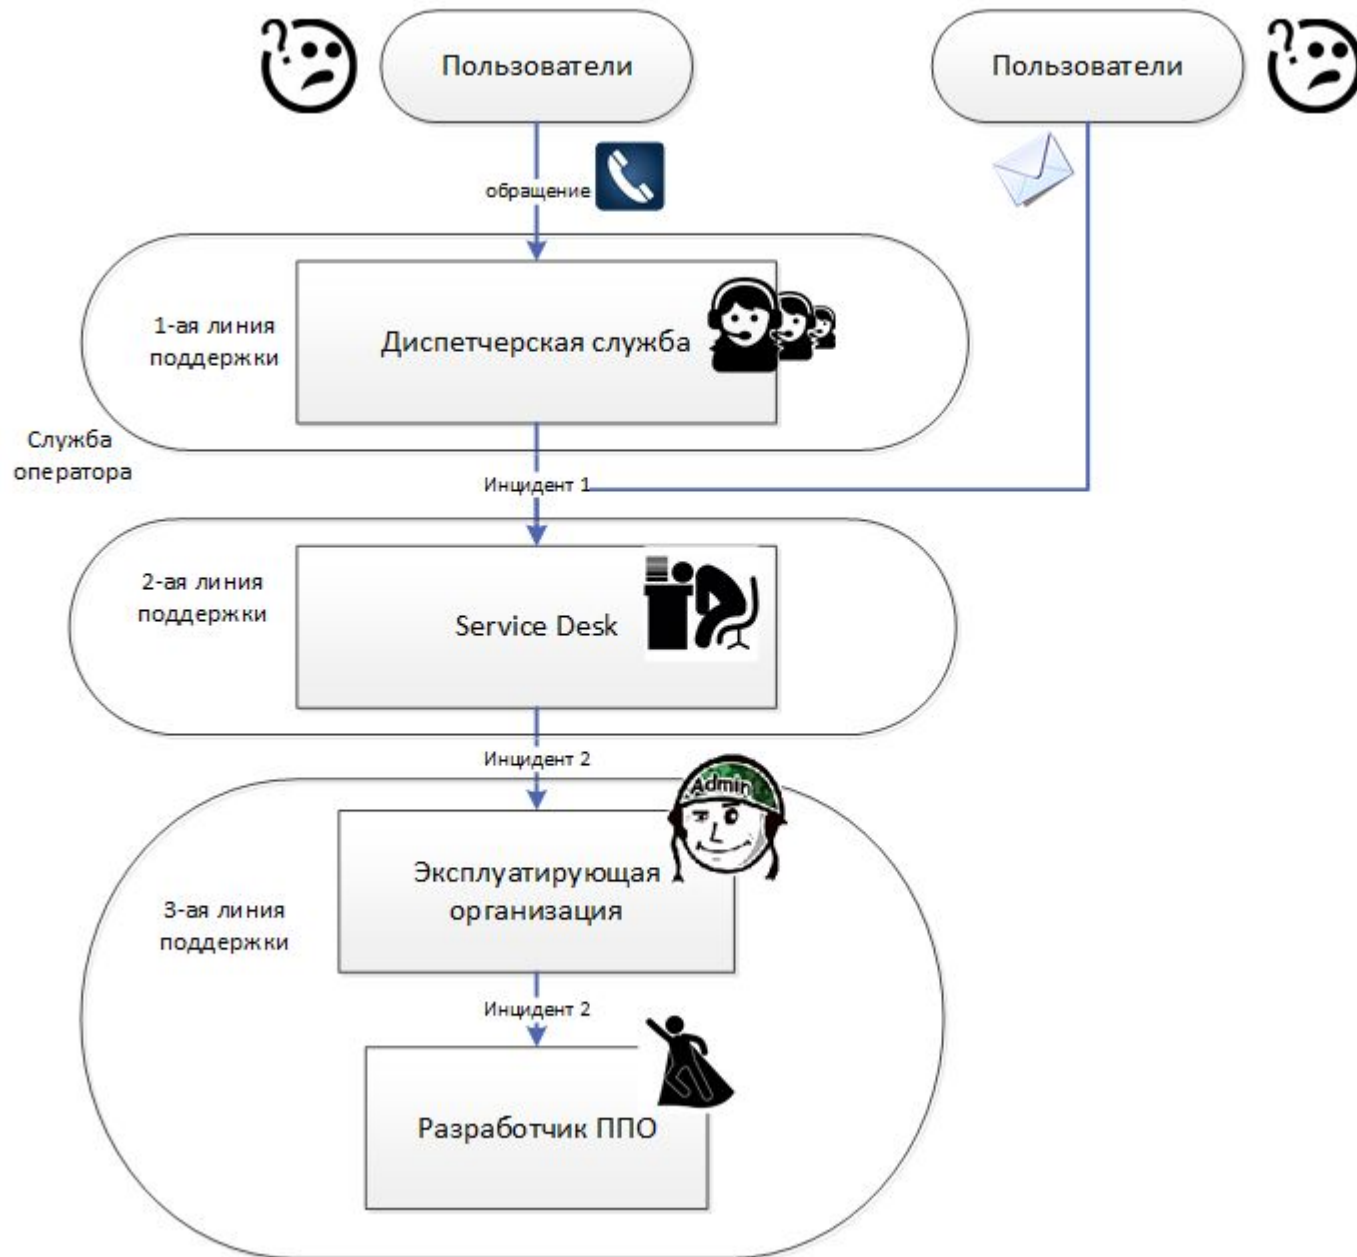 Пользователи
Пользователи
обращение
1-ая линия
поддержки
Диспетчерская служба
Служба
оператора
Инцидент 1
2-ая линия
поддержки
Service Desk
Инцидент 2
Admin
Эксплуатирующая
организация
3-ая линия
поддержки
Инцидент 2
Разработчик ППО